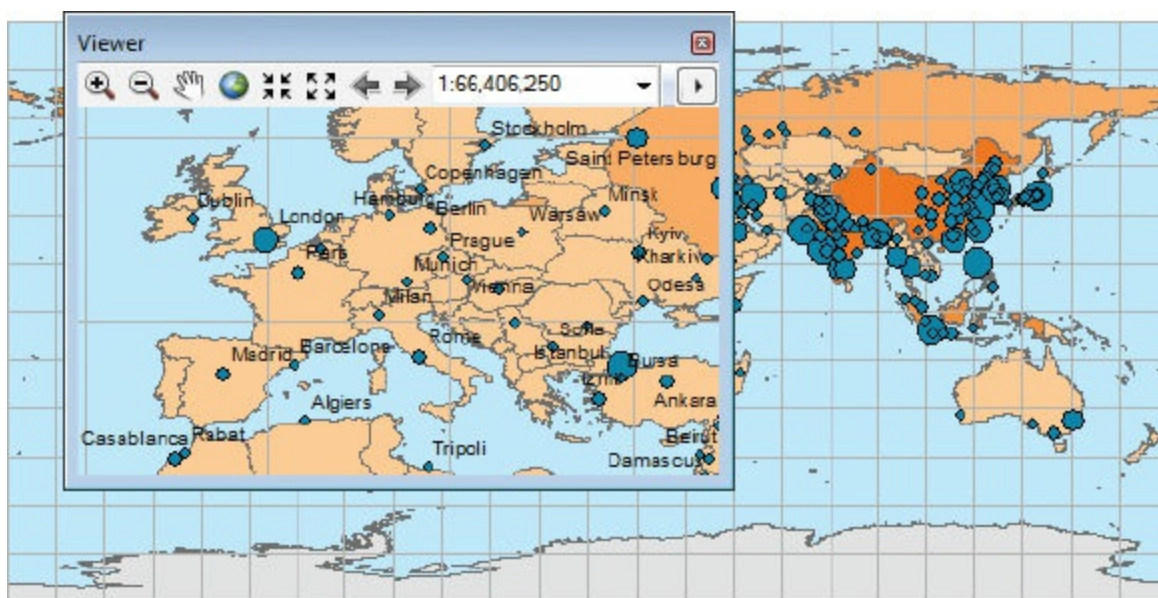 Viewer
1:66,406,250
Stockholm
Saint Petersburg
Copenhagen
Minsk
Dublin
Hamburg
Berlin
Warsaw
London
Kyiv
Prague
Paris
Kharkiv
Munich
Vienna
Odesa
Milan
Sofia
Rome
Madrid
Barcelona
Istanbul
Bursa
Izmir
Algiers
Ankara
Casablanca
Rabat
Beirut
Tripoli
Damascus